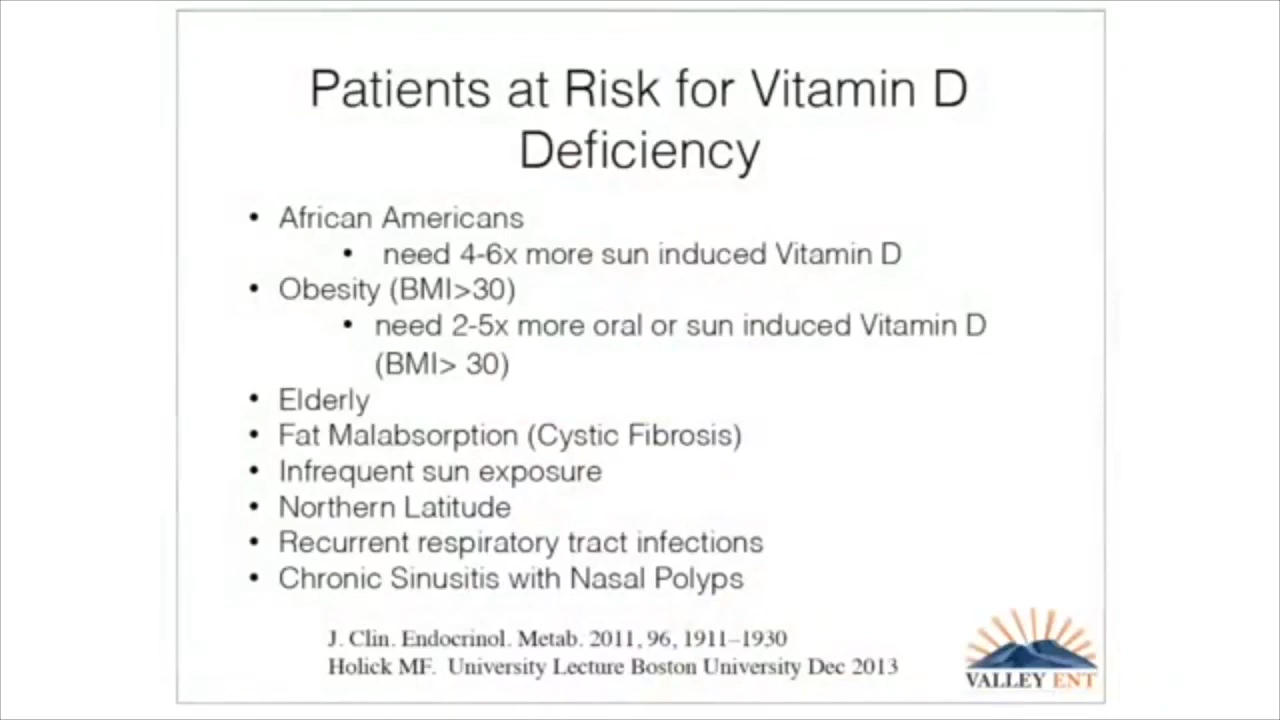 Patients at Risk for Vitamin D
Deficiency
• African Americans
• need 4-6x more sun induced Vitamin D
• Obesity (BMI>30)
• need 2-5x more oral or sun induced Vitamin D
(BMI> 30)
• Elderly
• Fat Malabsorption (Cystic Fibrosis)
• Infrequent sun exposure
• Northern Latitude
• Recurrent respiratory tract infections
• Chronic Sinusitis with Nasal Polyps
J. Clin. Endocrinol. Metab. 2011, 96, 1911–1930
Holick MF. University Lecture Boston University Dec 2013
VALLEY ENT